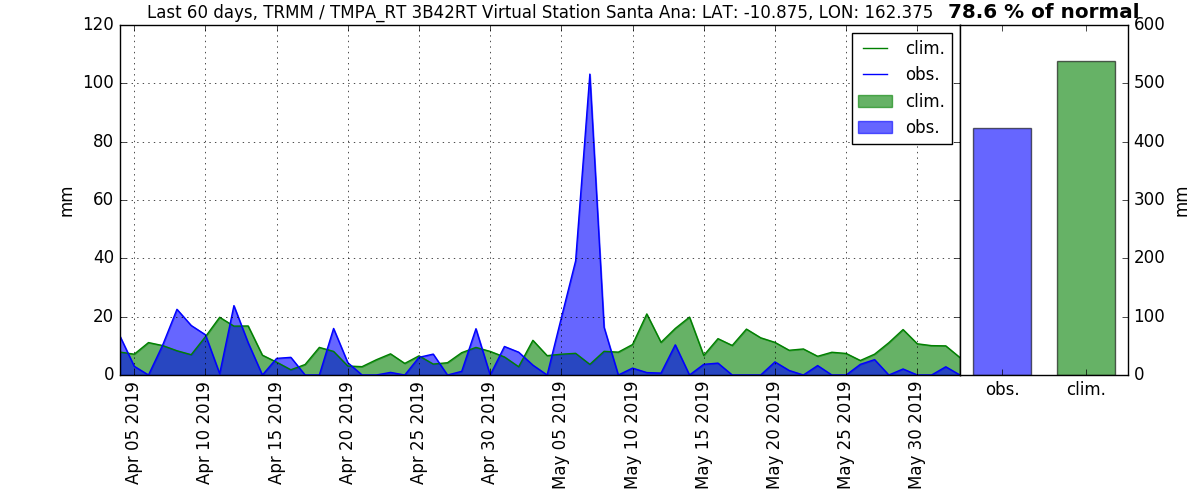 Last 60 days, TRMM / TMPA_RT 3B42RT Virtual Station Santa Ana: LAT: -10.875, LON: 162.375 78.6 % of normal
120
100
80
60
40
20
0
mm
clim.
obs.
clim.
obs.
600
500
400
300
200
100
0
mm
Apr 05 2019
Apr 10 2019
Apr 15 2019
Apr 20 2019
Apr 25 2019
Apr 30 2019
May 05 2019
May 10 2019
May 15 2019
May 20 2019
May 25 2019
May 30 2019
obs.
clim.